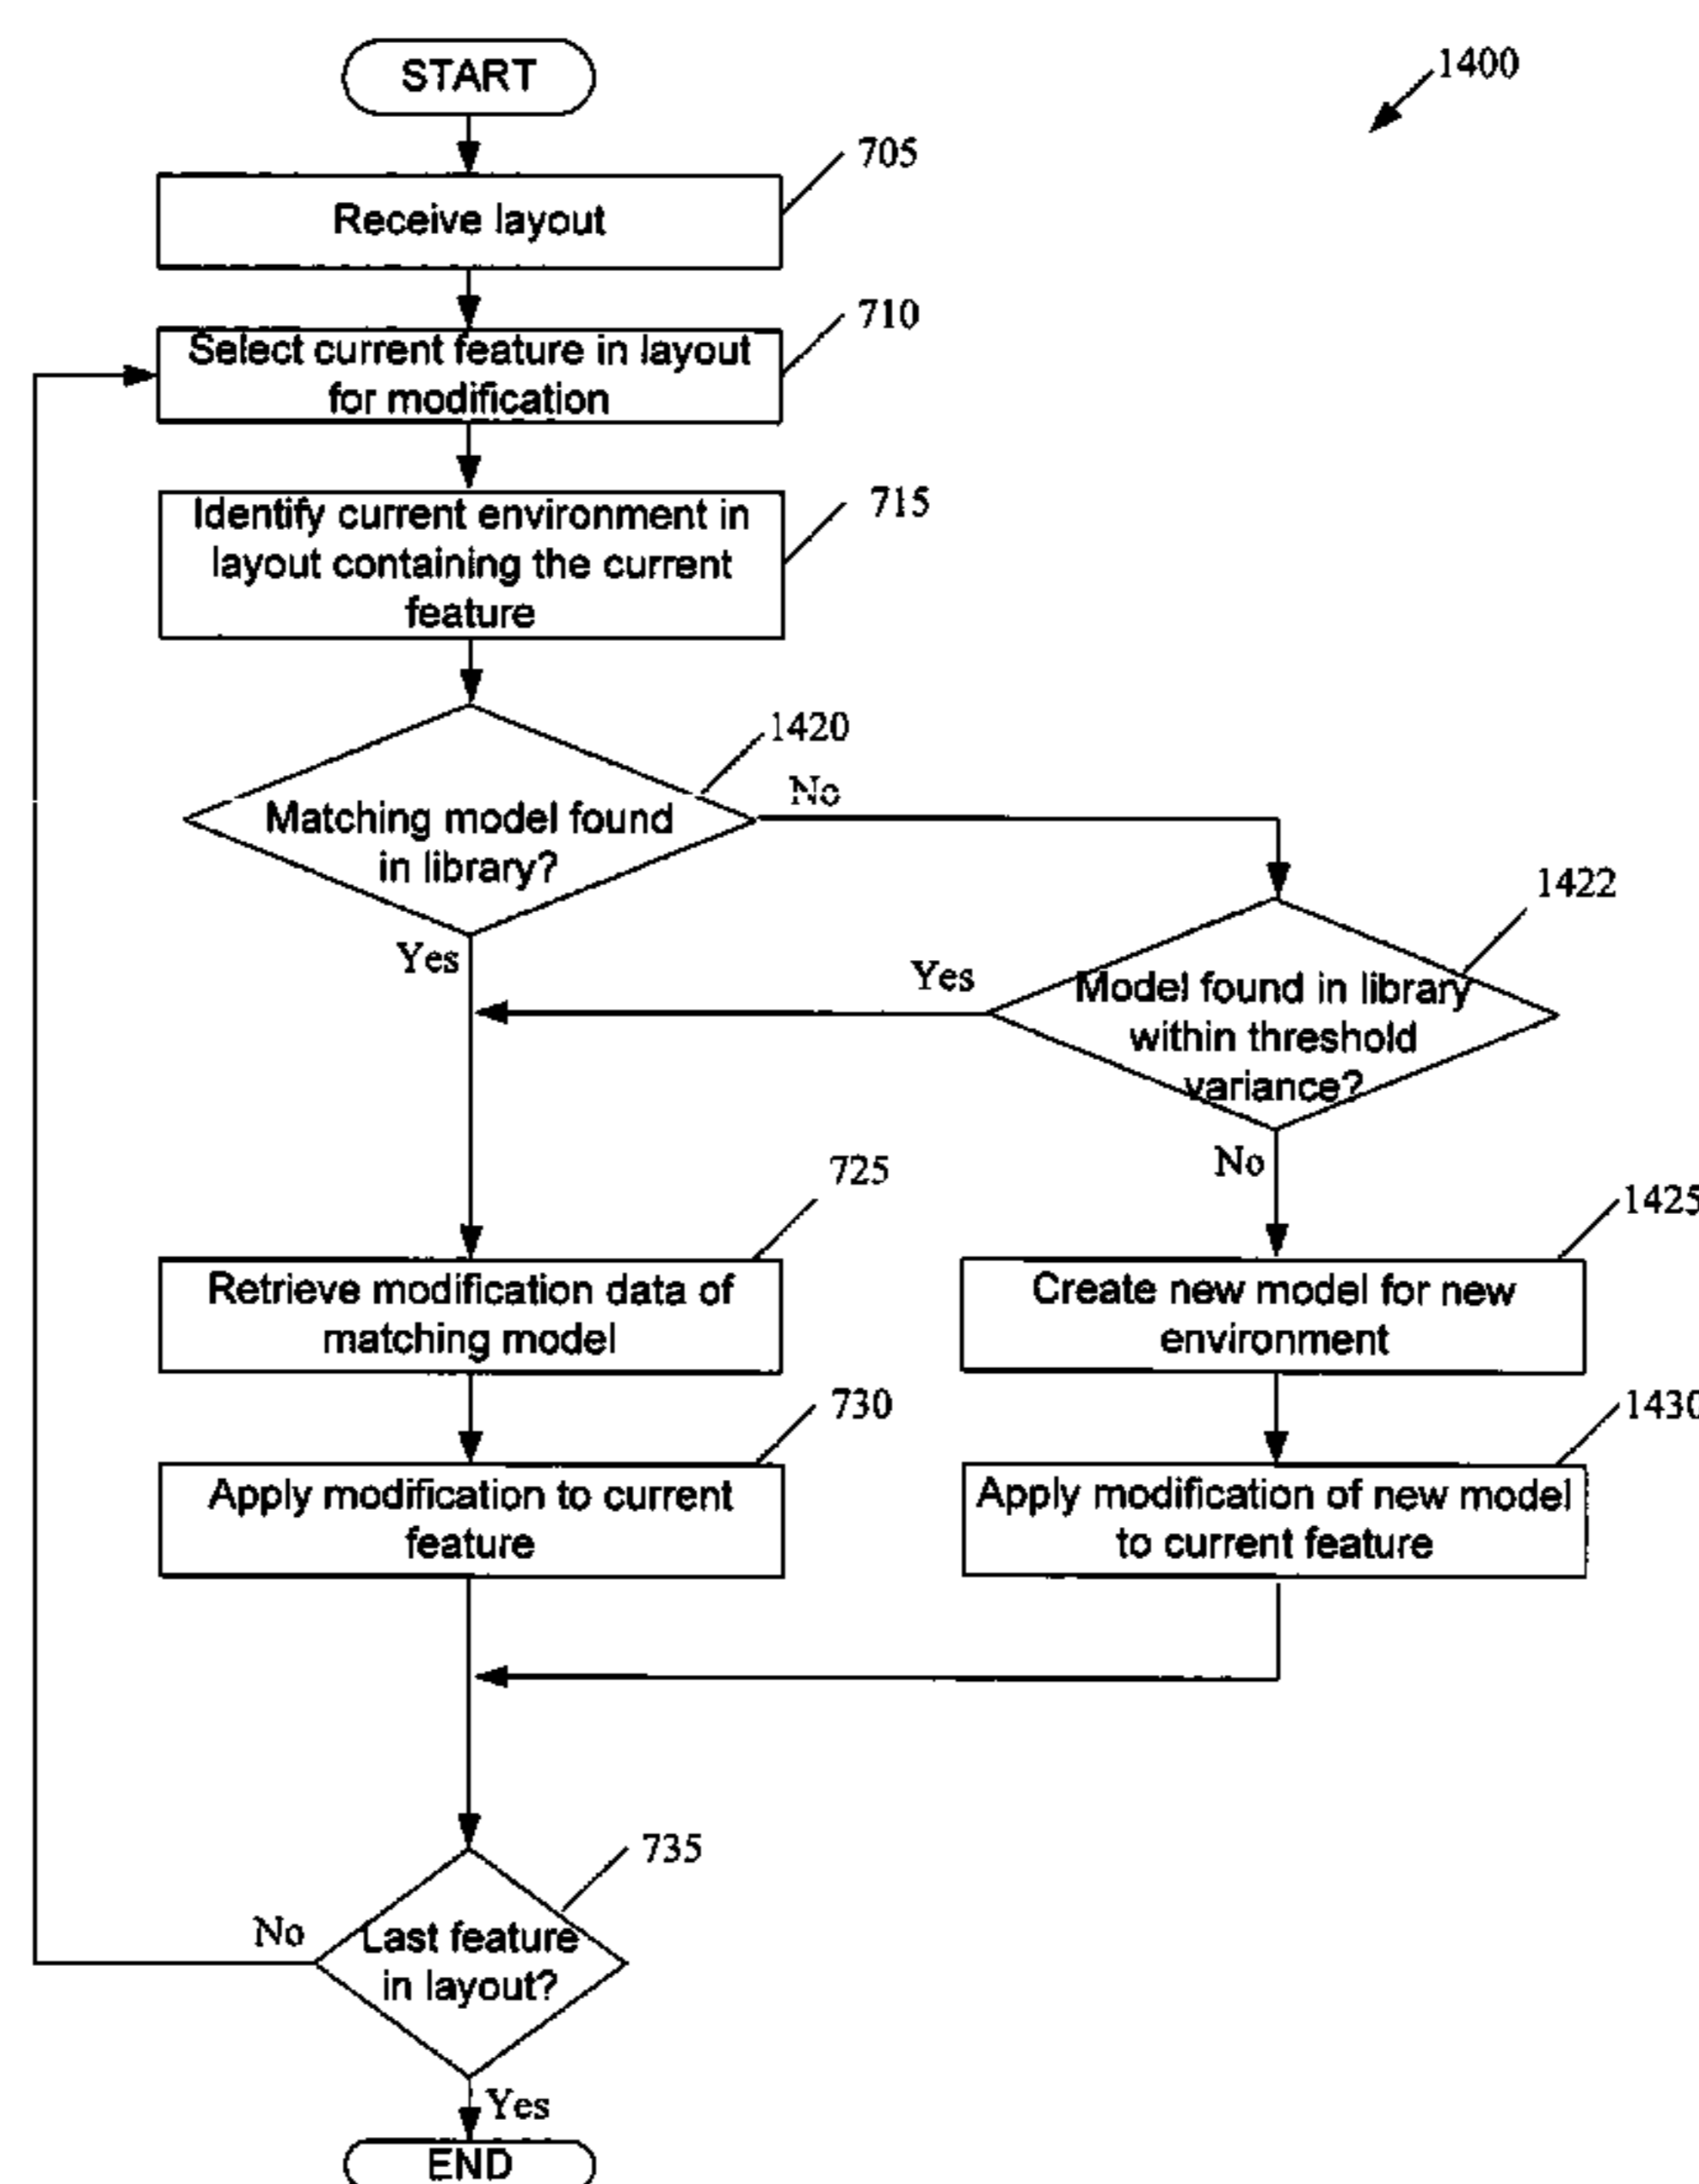 START
1400
705
Receive layout
710
Select current feature in layout
for modification
715
Identify current environment in
layout containing the current
feature
1420
No
Matching model found
in library?
1422
Yes
Yes
Model found in library
within threshold
variance?
No
725
1425
Retrieve modification data of
matching model
Create new model for new
environment
730
1430
Apply modification to current
feature
Apply modification of new model
to current feature
735
No
Last feature
in layout?
Yes
END